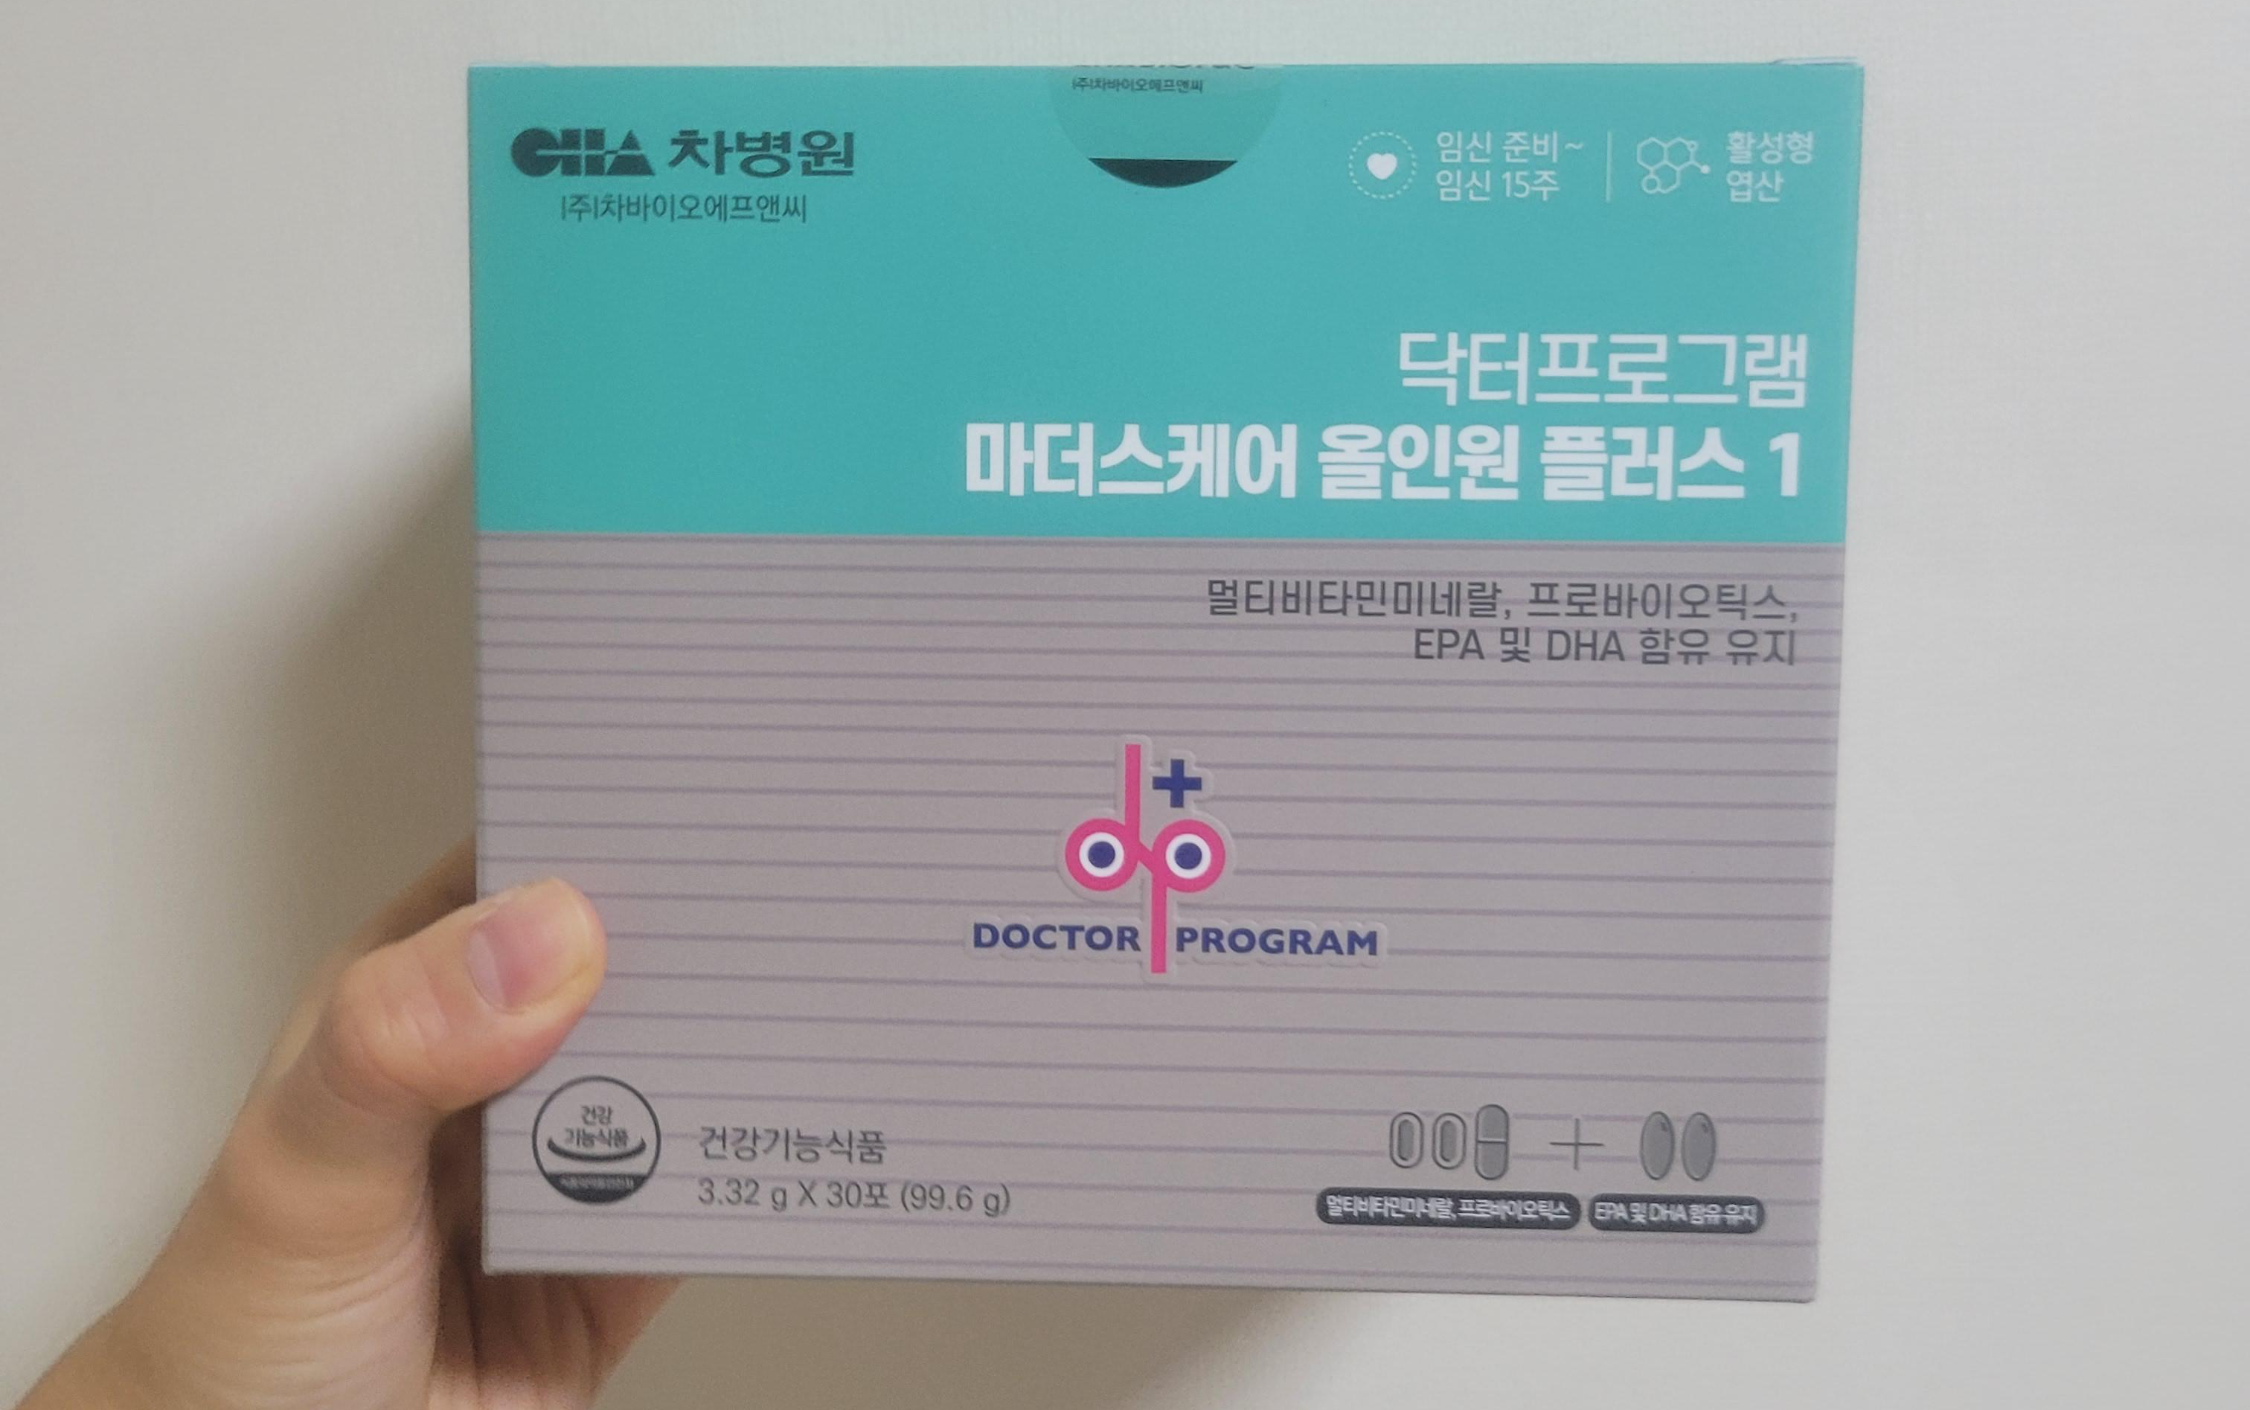 CHA 차병원
(주)차바이오에프앤씨
(주)차바이오에프앤씨
임신 준비~
임신 15주
활성형
엽산
닥터프로그램
마더스케어 올인원 플러스 1
멀티비타민미네랄, 프로바이오틱스,
EPA 및 DHA 함유 유지
DOCTOR PROGRAM
건강
기능식품
건강기능식품
3.32 g X 30포 (99.6 g)
멀티비타민미네랄, 프로바이오틱스
EPA 및 DHA 함유 유지